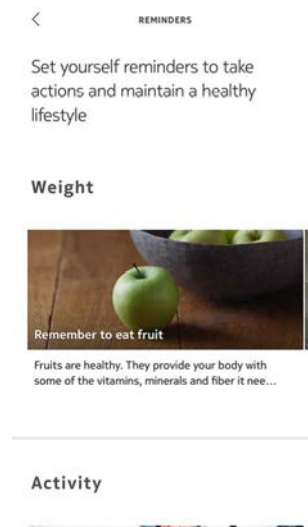 REMINDERS
Set yourself reminders to take
actions and maintain a healthy
lifestyle
Weight
Remember to eat fruit
Fruits are healthy. They provide your body with
some of the vitamins, minerals and fiber it nee...
Activity